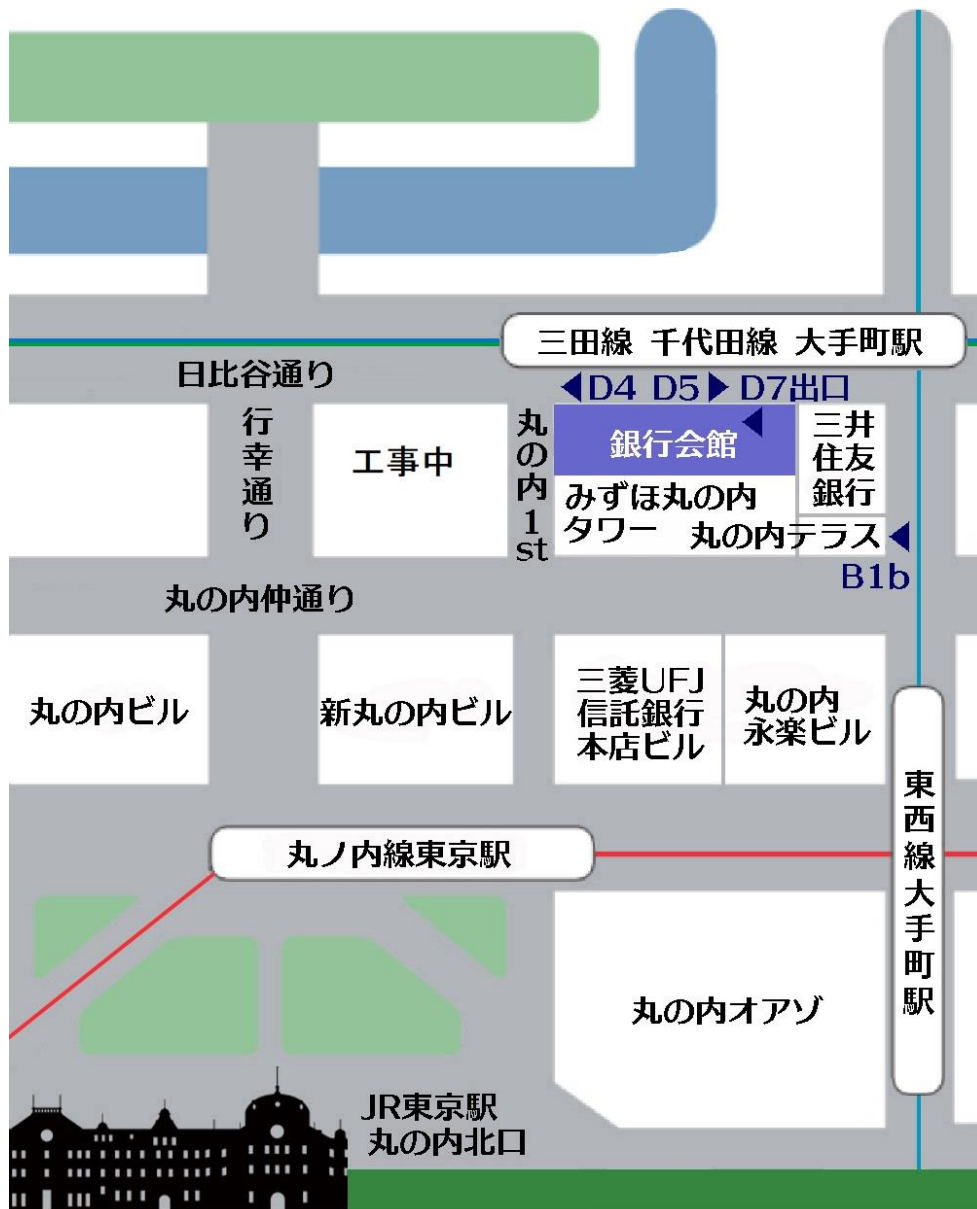 三田線 千代田線 大手町駅
日比谷通り
◀D4 D5▶ D7出口
行幸通り
工事中
丸の内1st
銀行会館
◀
三井
住友
銀行
みずほ丸の内
タワー
丸の内テラス◀
B1b
丸の内仲通り
丸の内ビル
新丸の内ビル
三菱UFJ
信託銀行
本店ビル
丸の内
永楽ビル
東西線大手町駅
丸ノ内線東京駅
丸の内オアゾ
JR東京駅
丸の内北口